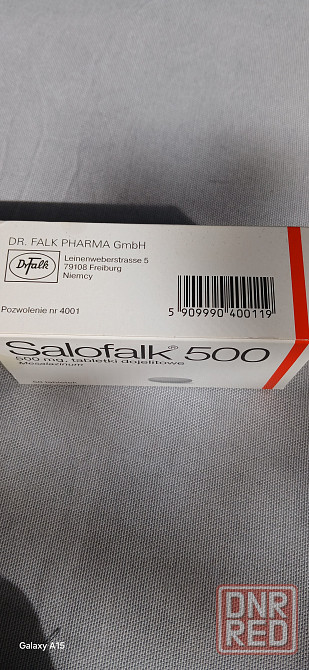 DR. FALK PHARMA GmbH
Dr Falk
Leinenweberstrasse 5
79108 Freiburg
Niemcy
Pozwolenie nr 4001
5 909990 400119
Salofalk® 500
500 mg, tabletki dojelitowe
Mesalazinum
Galaxy A15
DNR
RED